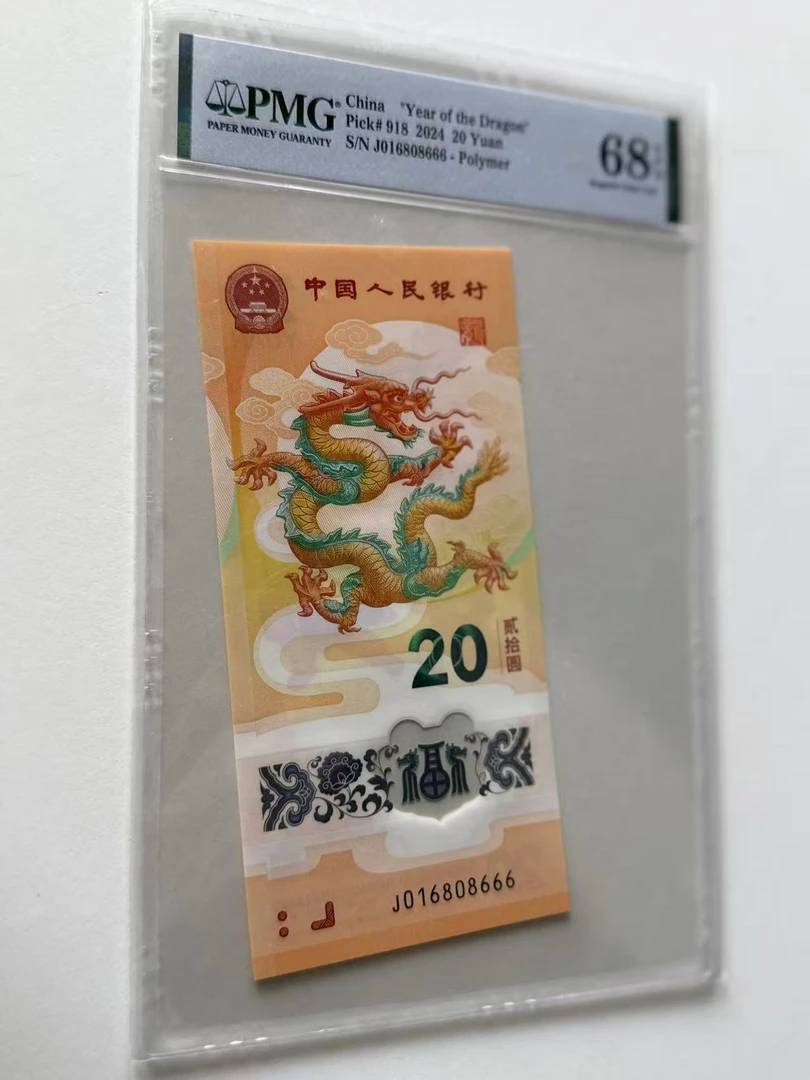 PMG®
PAPER MONEY GUARANTY
China "Year of the Dragon"
Pick# 918 2024 20 Yuan
S/N J016808666 - Polymer
68
中国人民银行
20
贰拾圆
J016808666